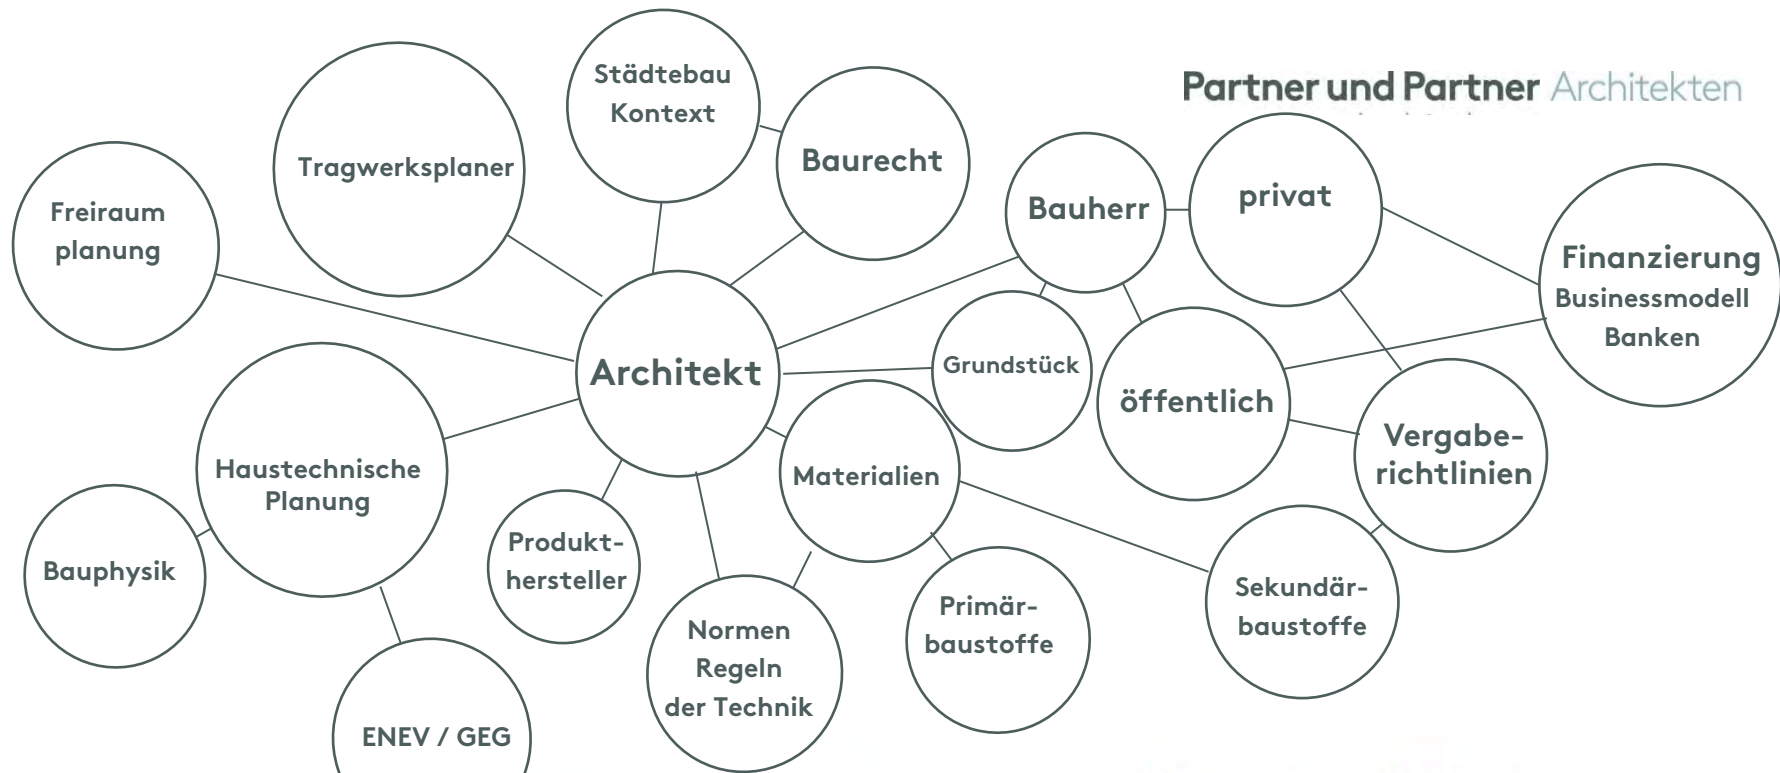 Partner und Partner Architekten
Städtebau
Kontext
Baurecht
Tragwerksplaner
Freiraum
planung
Bauherr
privat
Finanzierung
Businessmodell
Banken
Architekt
Grundstück
öffentlich
Vergabe-
richtlinien
Haustechnische
Planung
Materialien
Bauphysik
Produkt-
hersteller
Normen
Regeln
der Technik
Primär-
baustoffe
Sekundär-
baustoffe
ENEV / GEG